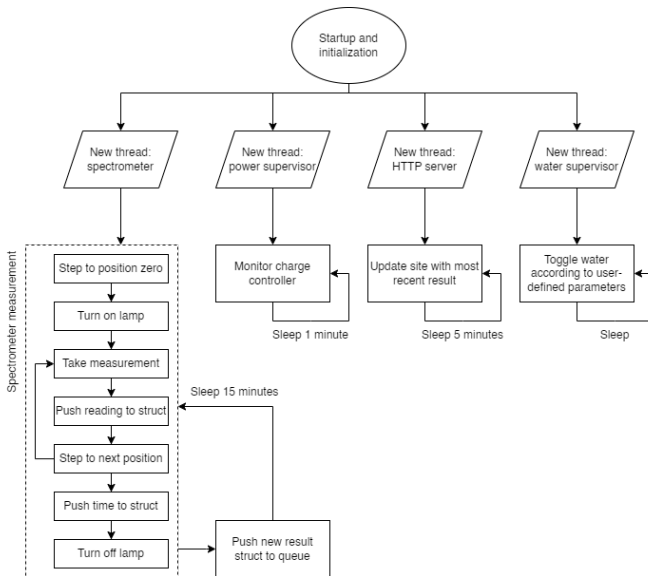 Startup and
initialization
New thread:
spectrometer
New thread:
power supervisor
New thread:
HTTP server
New thread:
water supervisor
Spectrometer measurement
Step to position zero
Turn on lamp
Take measurement
Push reading to struct
Step to next position
Push time to struct
Turn off lamp
Monitor charge
controller
Sleep 1 minute
Update site with most
recent result
Sleep 5 minutes
Toggle water
according to user-
defined parameters
Sleep
Sleep 15 minutes
Push new result
struct to queue